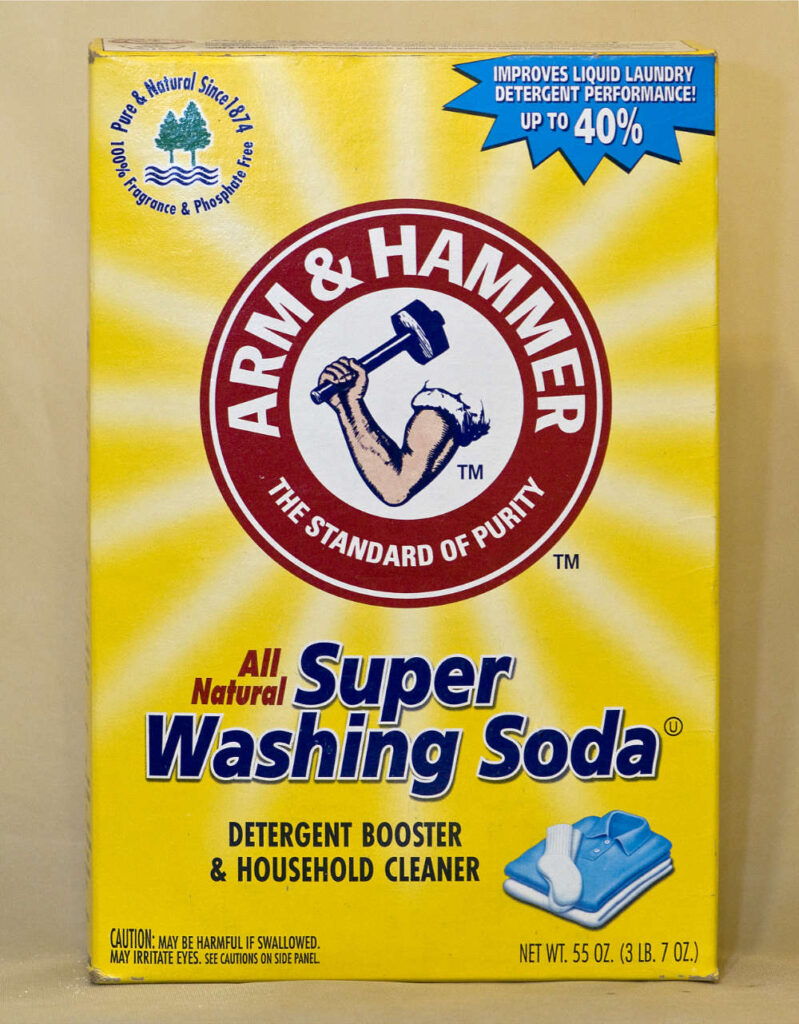 Pure & Natural Since 1874
100% Fragrance & Phosphate Free
IMPROVES LIQUID LAUNDRY
DETERGENT PERFORMANCE!
UP TO 40%
ARM & HAMMER
TM
THE STANDARD OF PURITY
TM
All
Natural
Super
Washing Soda
U
DETERGENT BOOSTER
& HOUSEHOLD CLEANER
CAUTION: MAY BE HARMFUL IF SWALLOWED.
MAY IRRITATE EYES. SEE CAUTIONS ON SIDE PANEL.
NET WT. 55 OZ. (3 LB. 7 OZ.)